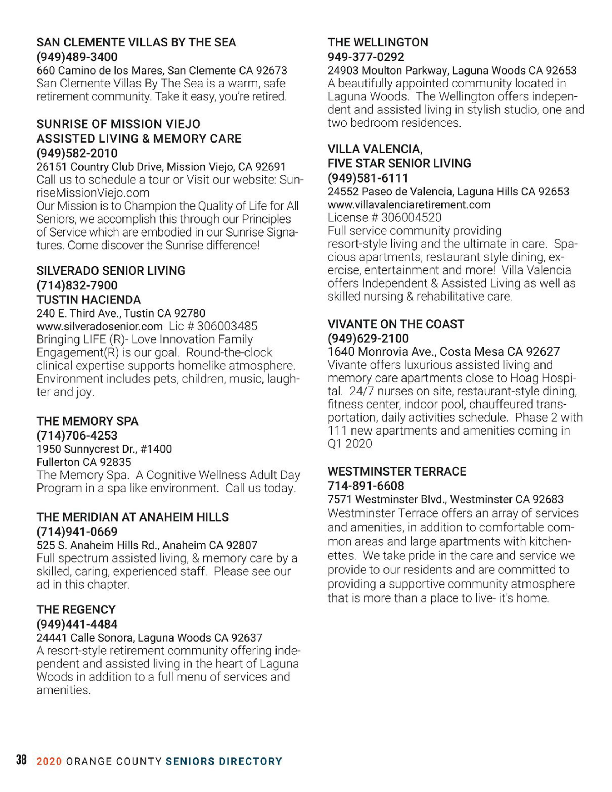 SAN CLEMENTE VILLAS BY THE SEA
(949)489-3400
660 Camino de los Mares, San Clemente CA 92673
San Clemente Villas By The Sea is a warm, safe
retirement community. Take it easy, you're retired.
SUNRISE OF MISSION VIEJO
ASSISTED LIVING & MEMORY CARE
(949)582-2010
26151 Country Club Drive, Mission Viejo, CA 92691
Call us to schedule a tour or Visit our website: Sun-
riseMissionViejo.com
Our Mission is to Champion the Quality of Life for All
Seniors, we accomplish this through our Principles
of Service which are embodied in our Sunrise Signa-
tures. Come discover the Sunrise difference!
SILVERADO SENIOR LIVING
(714)832-7900
TUSTIN HACIENDA
240 E. Third Ave., Tustin CA 92780
www.silveradosenior.com Lic # 306003485
Bringing LIFE (R)- Love Innovation Family
Engagement(R) is our goal. Round-the-clock
clinical expertise supports homelike atmosphere.
Environment includes pets, children, music, laugh-
ter and joy.
THE MEMORY SPA
(714)706-4253
1950 Sunnycrest Dr., #1400
Fullerton CA 92835
The Memory Spa. A Cognitive Wellness Adult Day
Program in a spa like environment. Call us today.
THE MERIDIAN AT ANAHEIM HILLS
(714)941-0669
525 S. Anaheim Hills Rd., Anaheim CA 92807
Full spectrum assisted living, & memory care by a
skilled, caring, experienced staff. Please see our
ad in this chapter.
THE REGENCY
(949)441-4484
24441 Calle Sonora, Laguna Woods CA 92637
A resort-style retirement community offering inde-
pendent and assisted living in the heart of Laguna
Woods in addition to a full menu of services and
amenities.
THE WELLINGTON
949-377-0292
24903 Moulton Parkway, Laguna Woods CA 92653
A beautifully appointed community located in
Laguna Woods. The Wellington offers indepen-
dent and assisted living in stylish studio, one and
two bedroom residences.
VILLA VALENCIA,
FIVE STAR SENIOR LIVING
(949)581-6111
24552 Paseo de Valencia, Laguna Hills CA 92653
www.villavalenciaretirement.com
License # 306004520
Full service community providing
resort-style living and the ultimate in care. Spa-
cious apartments, restaurant style dining, ex-
ercise, entertainment and more! Villa Valencia
offers Independent & Assisted Living as well as
skilled nursing & rehabilitative care.
VIVANTE ON THE COAST
(949)629-2100
1640 Monrovia Ave., Costa Mesa CA 92627
Vivante offers luxurious assisted living and
memory care apartments close to Hoag Hospi-
tal. 24/7 nurses on site, restaurant-style dining,
fitness center, indoor pool, chauffeured trans-
portation, daily activities schedule. Phase 2 with
111 new apartments and amenities coming in
Q1 2020
WESTMINSTER TERRACE
714-891-6608
7571 Westminster Blvd., Westminster CA 92683
Westminster Terrace offers an array of services
and amenities, in addition to comfortable com-
mon areas and large apartments with kitchen-
ettes. We take pride in the care and service we
provide to our residents and are committed to
providing a supportive community atmosphere
that is more than a place to live- it's home.
38 2020 ORANGE COUNTY SENIORS DIRECTORY